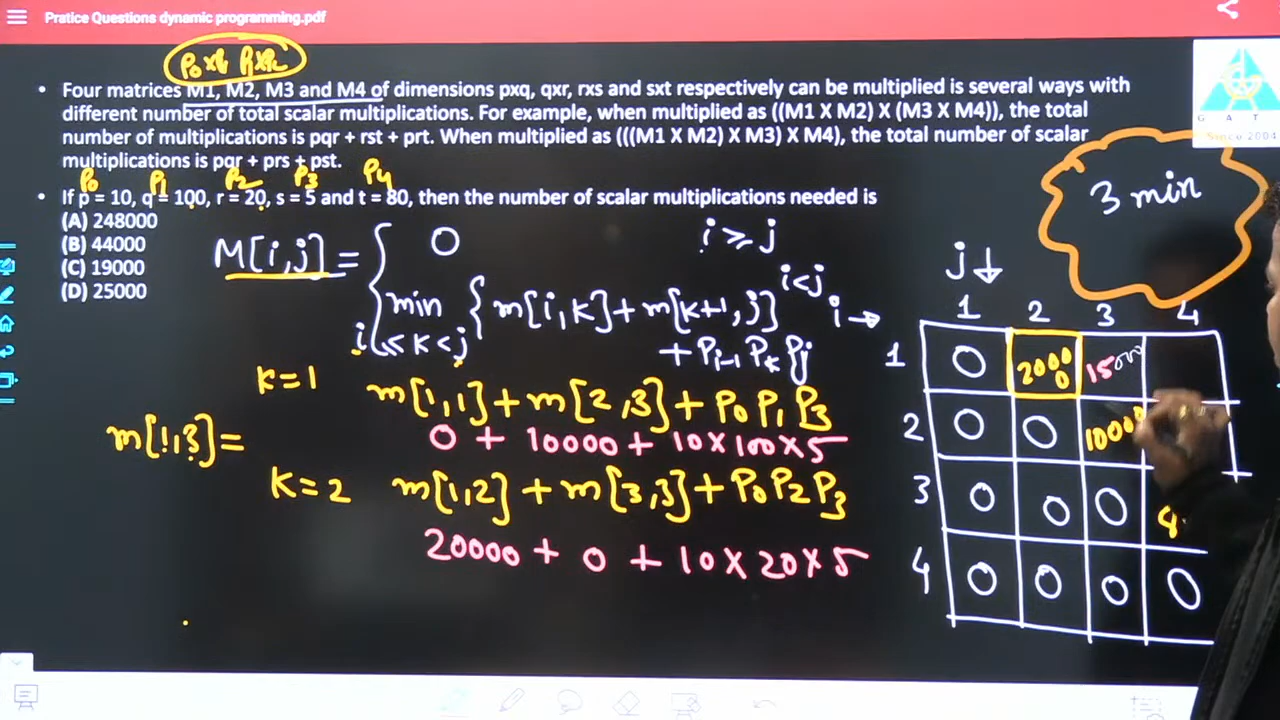 Pratice Questions dynamic programming.pdf
• Four matrices M1, M2, M3 and M4 of dimensions pxq, qxr, rxs and sxt respectively can be multiplied is several ways with
different number of total scalar multiplications. For example, when multiplied as ((M1 X M2) X (M3 X M4)), the total
number of multiplications is pqr + rst + prt. When multiplied as (((M1 X M2) X M3) X M4), the total number of scalar
multiplications is pqr + prs + pst.
P0 P1 P2 P3 P4
• If p = 10, q = 100, r = 20, s = 5 and t = 80, then the number of scalar multiplications needed is
(A) 248000
(B) 44000
(C) 19000
(D) 25000
G A T
Since 2004
3 min
M[i,j] = { 0 i ≥ j
min { m[i,k] + m[k+1,j] i<j
i ≤ k < j + Pi-1 Pk Pj
k=1 m[1,1] + m[2,3] + P0 P1 P3
0 + 10000 + 10 X 100 X 5
m[1,3] =
K=2 m[1,2] + m[3,3] + P0 P2 P3
20000 + 0 + 10 X 20 X 5
j ↓
i →
1 2 3 4
1 0 20000 15000
2 0 0 10000
3 0 0 0
4 0 0 0 0